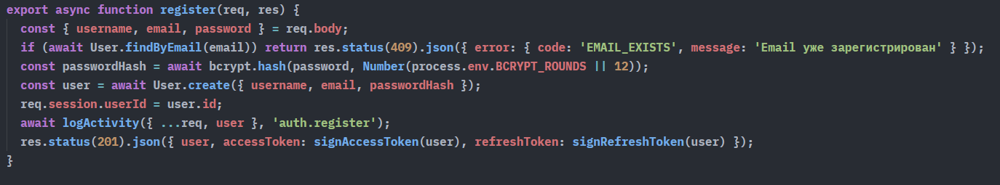 export async function register(req, res) {
  const { username, email, password } = req.body;
  if (await User.findByEmail(email)) return res.status(409).json({ error: { code: 'EMAIL_EXISTS', message: 'Email уже зарегистрирован' } });
  const passwordHash = await bcrypt.hash(password, Number(process.env.BCRYPT_ROUNDS || 12));
  const user = await User.create({ username, email, passwordHash });
  req.session.userId = user.id;
  await logActivity({ ...req, user }, 'auth.register');
  res.status(201).json({ user, accessToken: signAccessToken(user), refreshToken: signRefreshToken(user) });
}